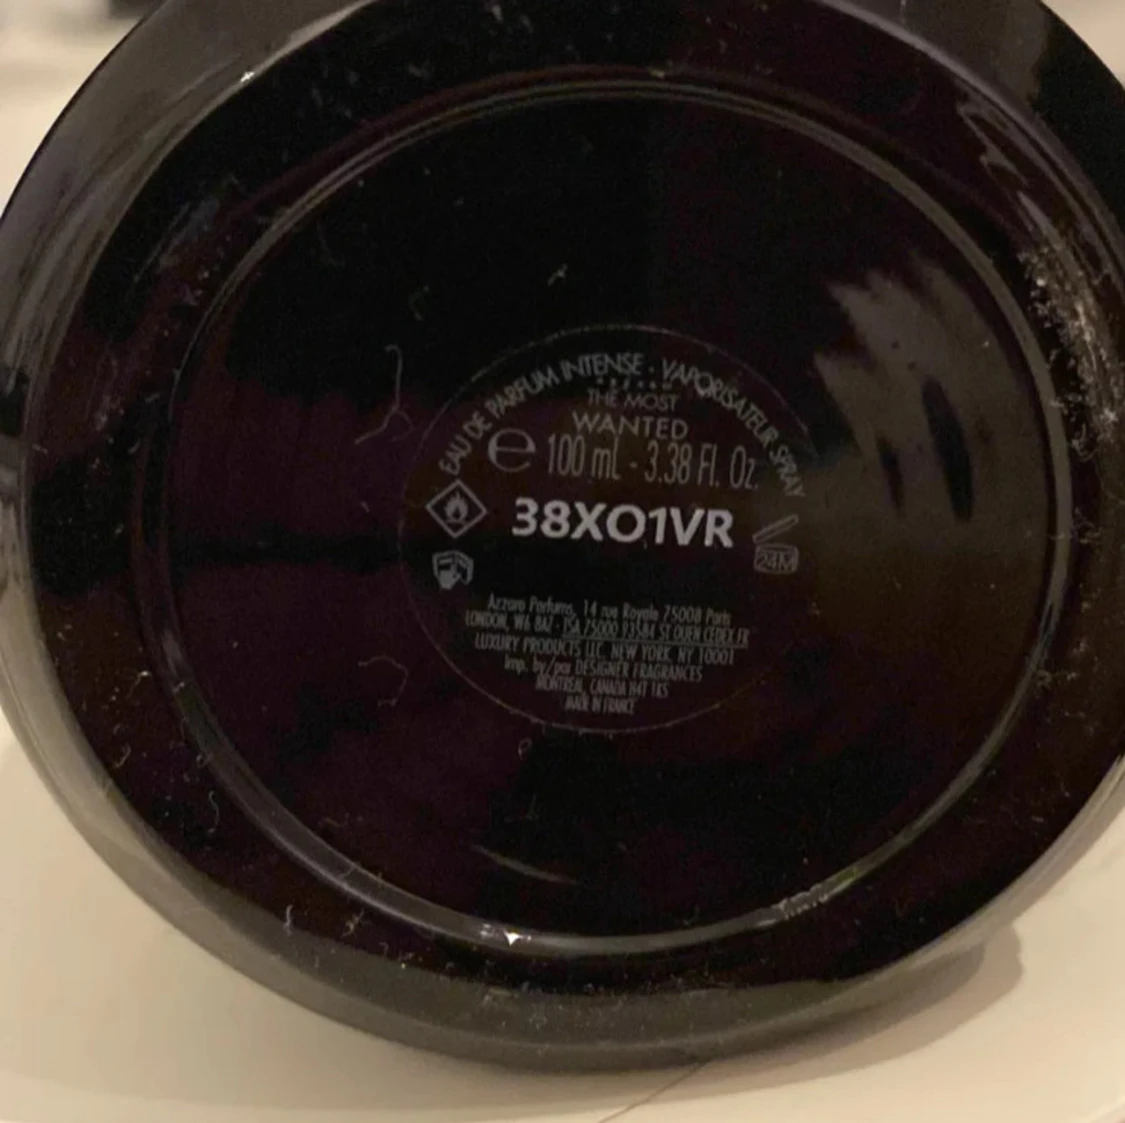 EAU DE PARFUM INTENSE · VAPORISATEUR SPRAY
AZZARO
THE MOST
WANTED
e 100 mL - 3.38 Fl. Oz.
38XO1VR
24M
Azzaro Parfums, 14 rue Royale 75008 Paris
LONDON, W6 8AZ - TSA 75000 93584 ST OUEN CEDEX FR
LUXURY PRODUCTS LLC. NEW YORK, NY 10001
Imp. by/par DESIGNER FRAGRANCES
MONTREAL, CANADA H4T 1K5
MADE IN FRANCE